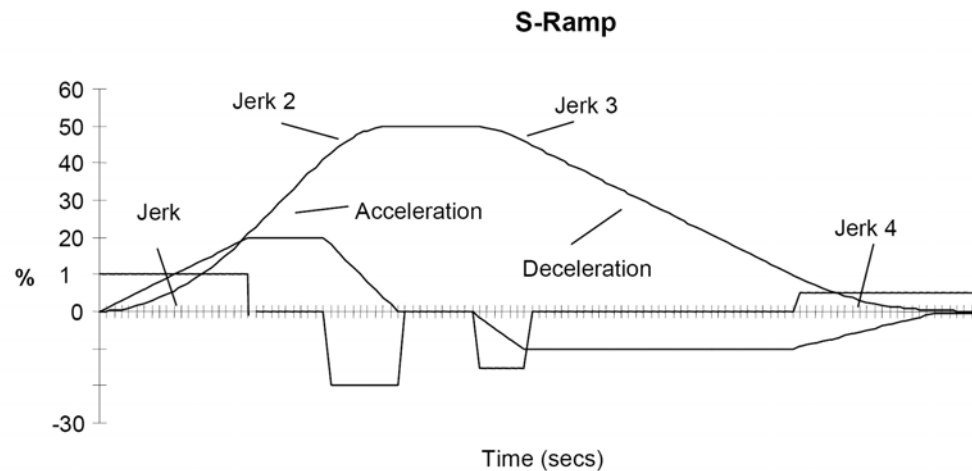 S-Ramp
60
Jerk 2
Jerk 3
50
40
30
Jerk
Acceleration
20
Jerk 4
Deceleration
%
1
0
-30
Time (secs)